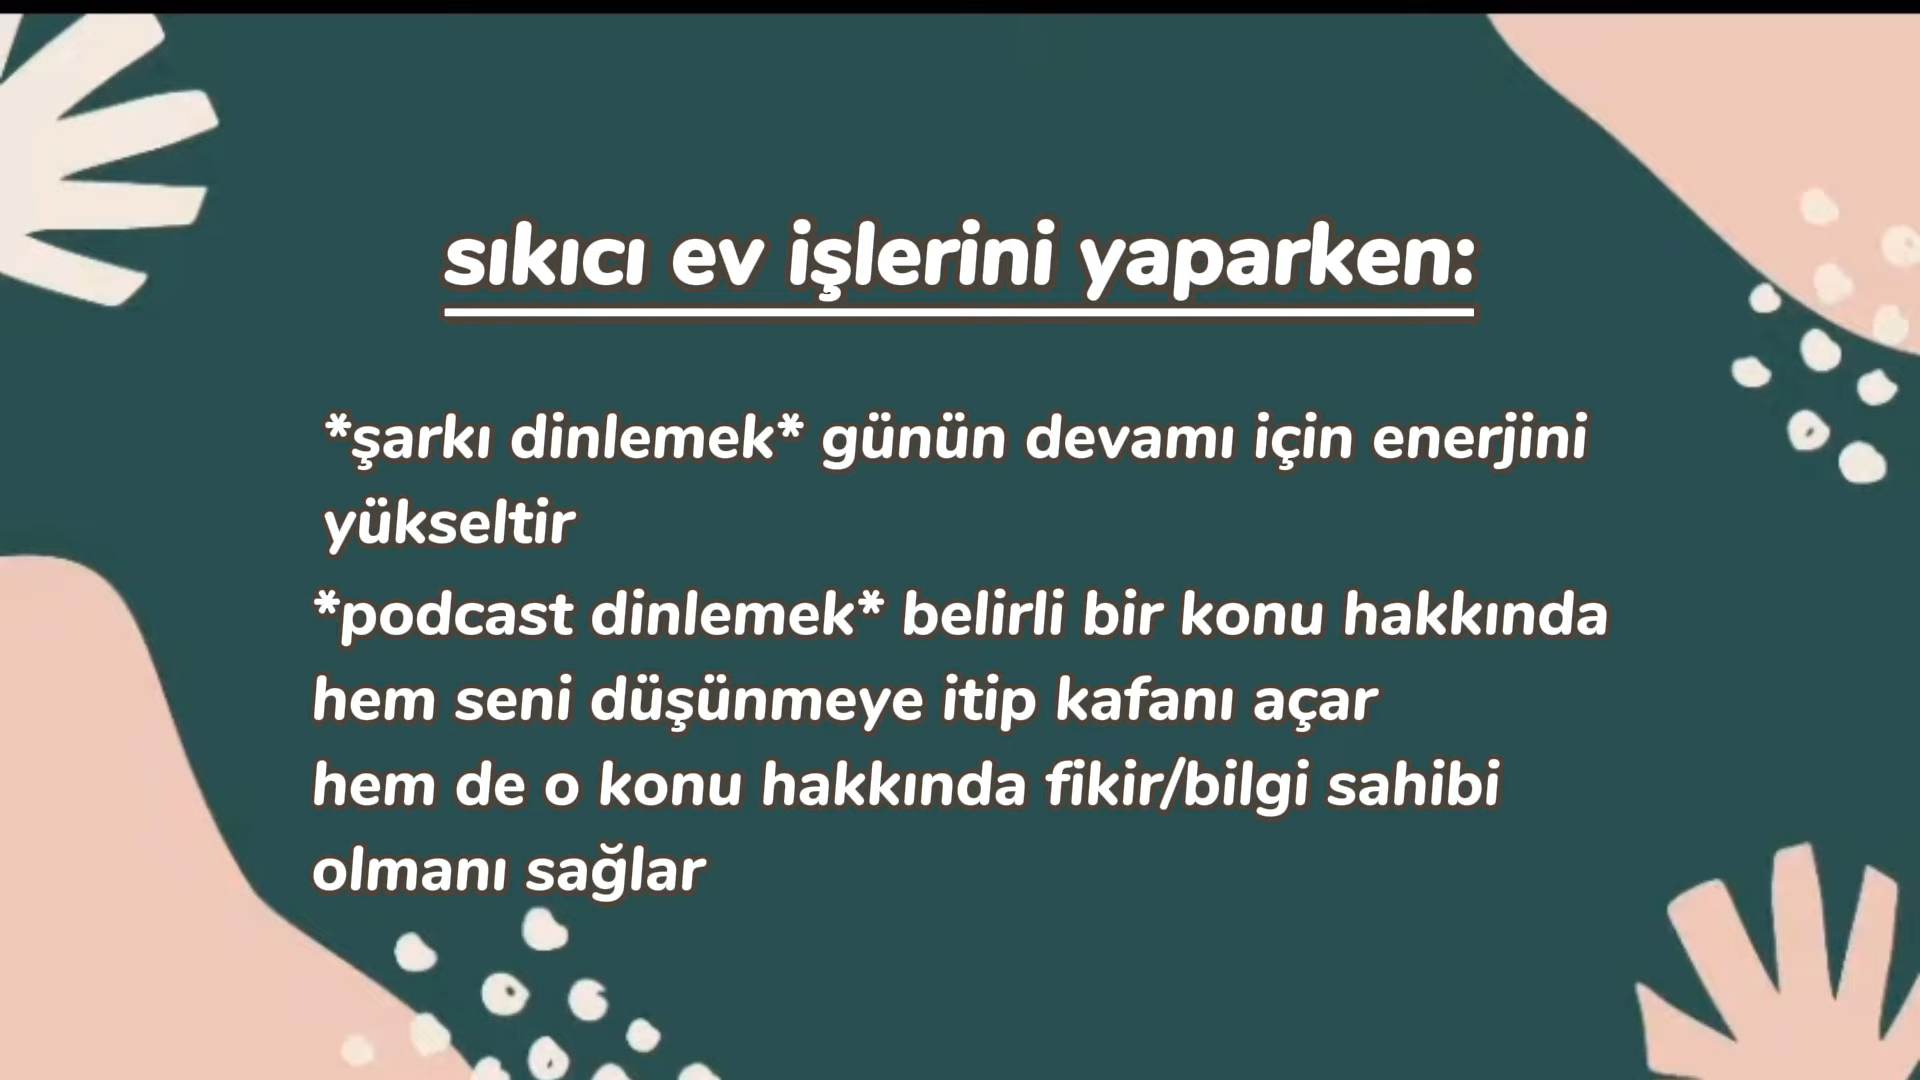 sıkıcı ev işlerini yaparken:
*şarkı dinlemek* günün devamı için enerjini
yükseltir
*podcast dinlemek* belirli bir konu hakkında
hem seni düşünmeye itip kafanı açar
hem de o konu hakkında fikir/bilgi sahibi
olmanı sağlar